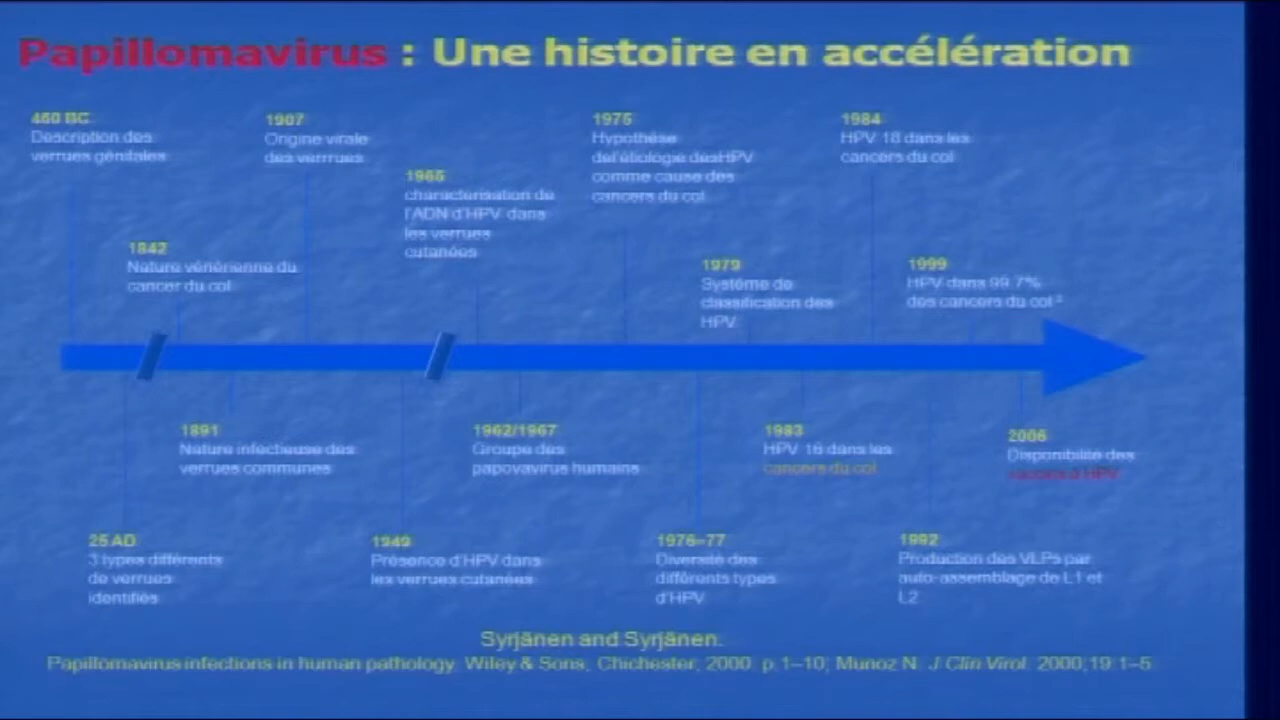 Papillomavirus : Une histoire en accélération
460 BC
Description des
verrues génitales
1907
Origine virale
des verrrues
1975
Hypothèse
del'étiologie desHPV
comme cause des
cancers du col
1984
HPV 18 dans les
cancers du col
1965
characterisation de
l'ADN d'HPV dans
les verrues
cutanées
1842
Nature vénérienne du
cancer du col
1979
Système de
classification des
HPV
1999
HPV dans 99.7%
des cancers du col ²
1891
Nature infectieuse des
verrues communes
1962/1967
Groupe des
papovavirus humains
1983
HPV 16 dans les
cancers du col
2006
Disponibilité des
vaccins à HPV
25 AD
3 types différents
de verrues
identifiés
1949
Présence d'HPV dans
les verrues cutanées
1976–77
Diversité des
différents types
d'HPV
1992
Production des VLPs par
auto-assemblage de L1 et
L2
Syrjänen and Syrjänen.
Papillomavirus infections in human pathology. Wiley & Sons, Chichester, 2000. p.1–10; Munoz N. J Clin Virol. 2000;19:1–5